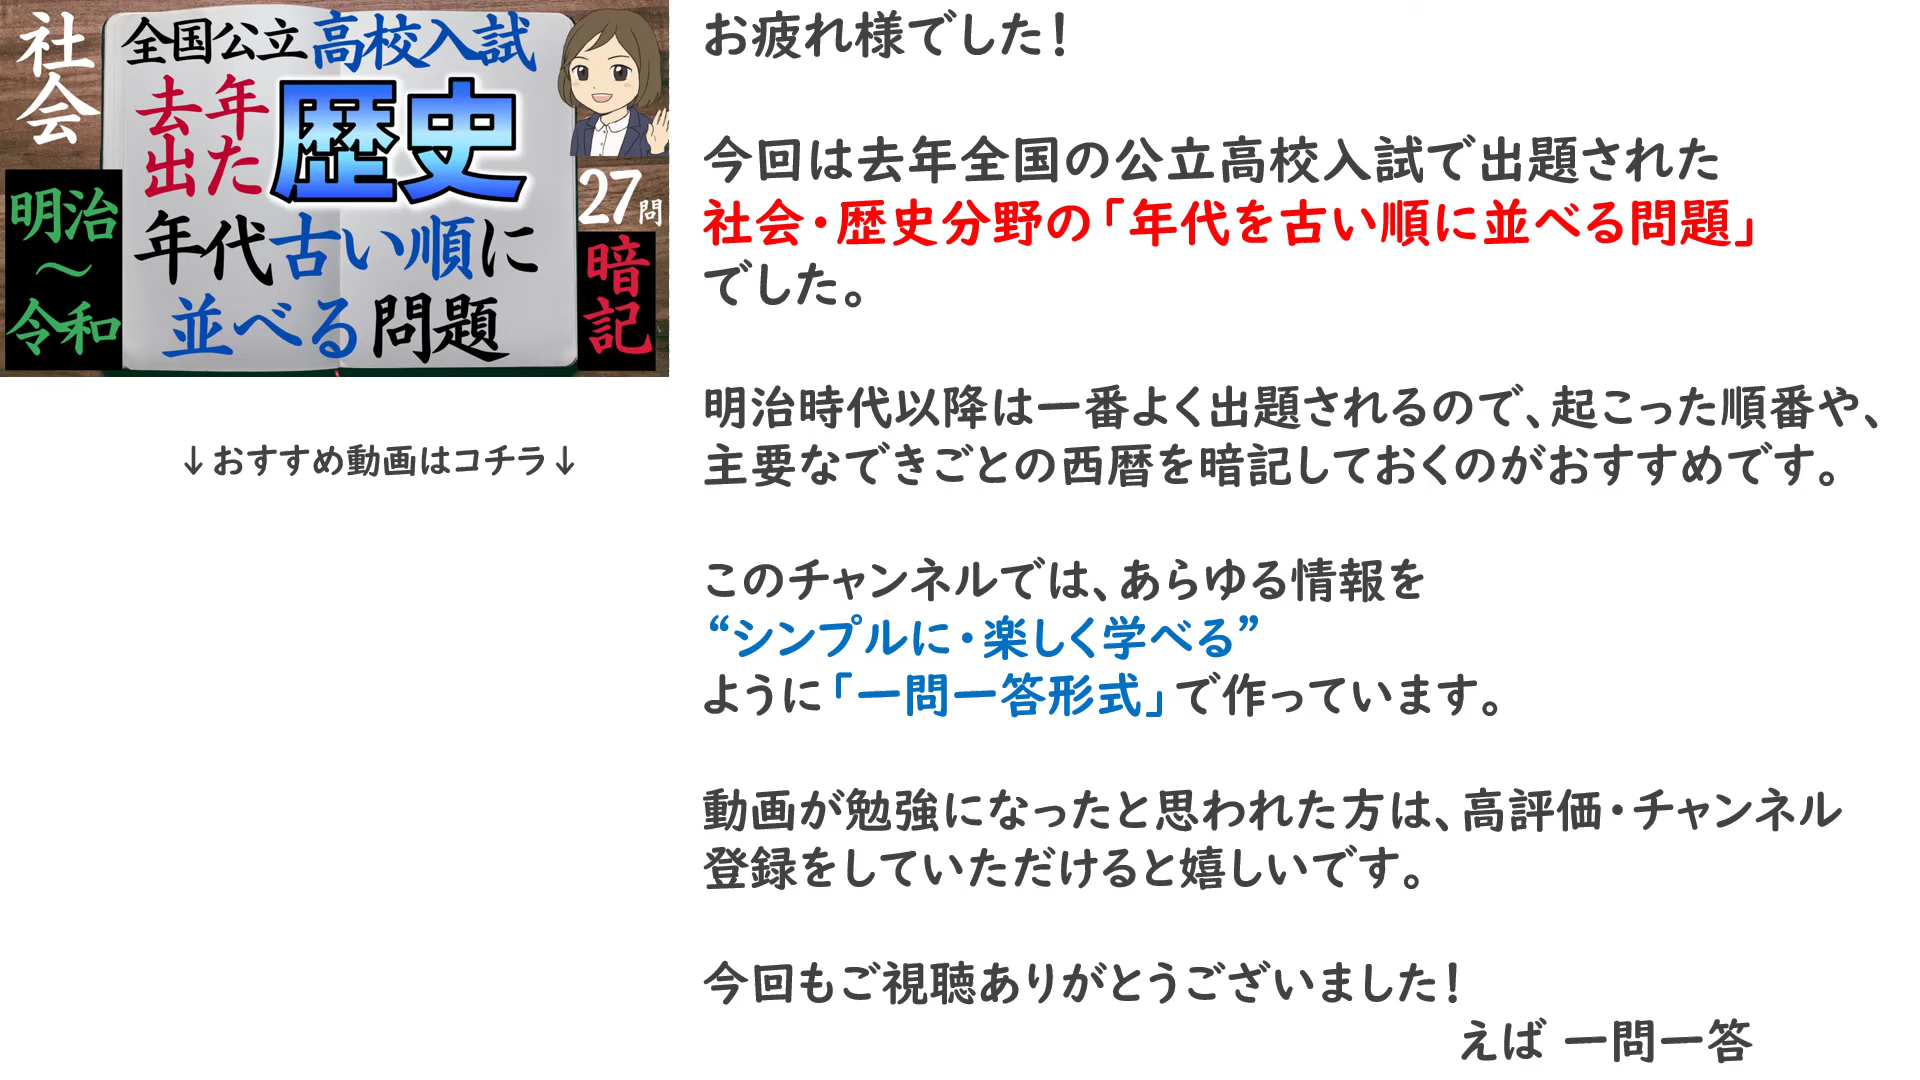 社会
全国公立高校入試
去年
出た
歴史
年代古い順に
並べる問題
明治
～
令和
27問
暗記
↓おすすめ動画はコチラ↓
お疲れ様でした！
今回は去年全国の公立高校入試で出題された
社会・歴史分野の「年代を古い順に並べる問題」
でした。
明治時代以降は一番よく出題されるので、起こった順番や、
主要なできごとの西暦を暗記しておくのがおすすめです。
このチャンネルでは、あらゆる情報を
“シンプルに・楽しく学べる”
ように「一問一答形式」で作っています。
動画が勉強になったと思われた方は、高評価・チャンネル
登録をしていただけると嬉しいです。
今回もご視聴ありがとうございました！
えば 一問一答